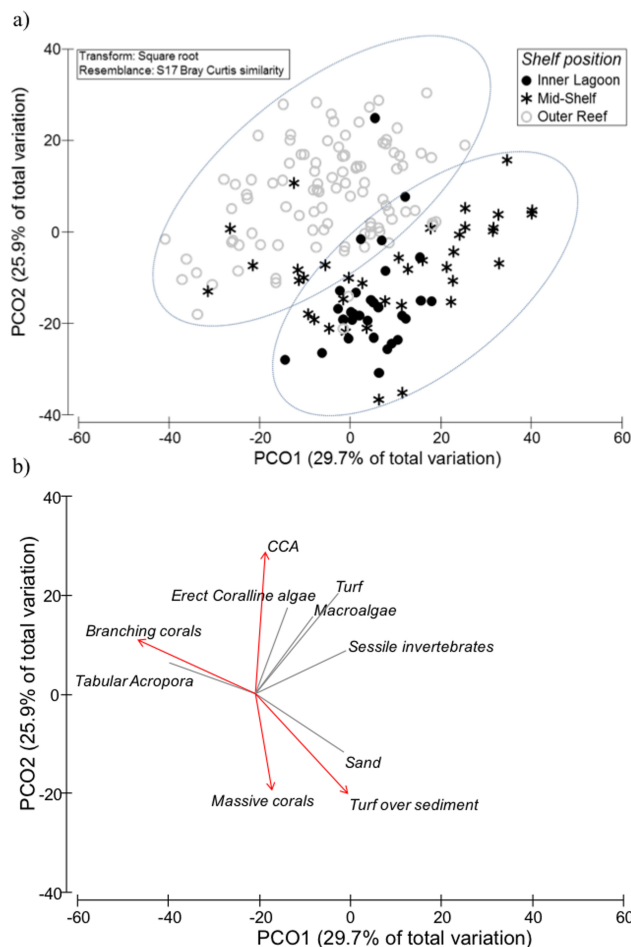 a)
Transform: Square root
Resemblance: S17 Bray Curtis similarity
Shelf position
Inner Lagoon
Mid-Shelf
Outer Reef
40
20
0
-20
-40
PCO2 (25.9% of total variation)
-60
-40
-20
0
20
40
60
PCO1 (29.7% of total variation)
b)
40
20
0
-20
-40
PCO2 (25.9% of total variation)
CCA
Erect Coralline algae
Turf
Macroalgae
Branching corals
Sessile invertebrates
Tabular Acropora
Sand
Massive corals
Turf over sediment
-60
-40
-20
0
20
40
60
PCO1 (29.7% of total variation)